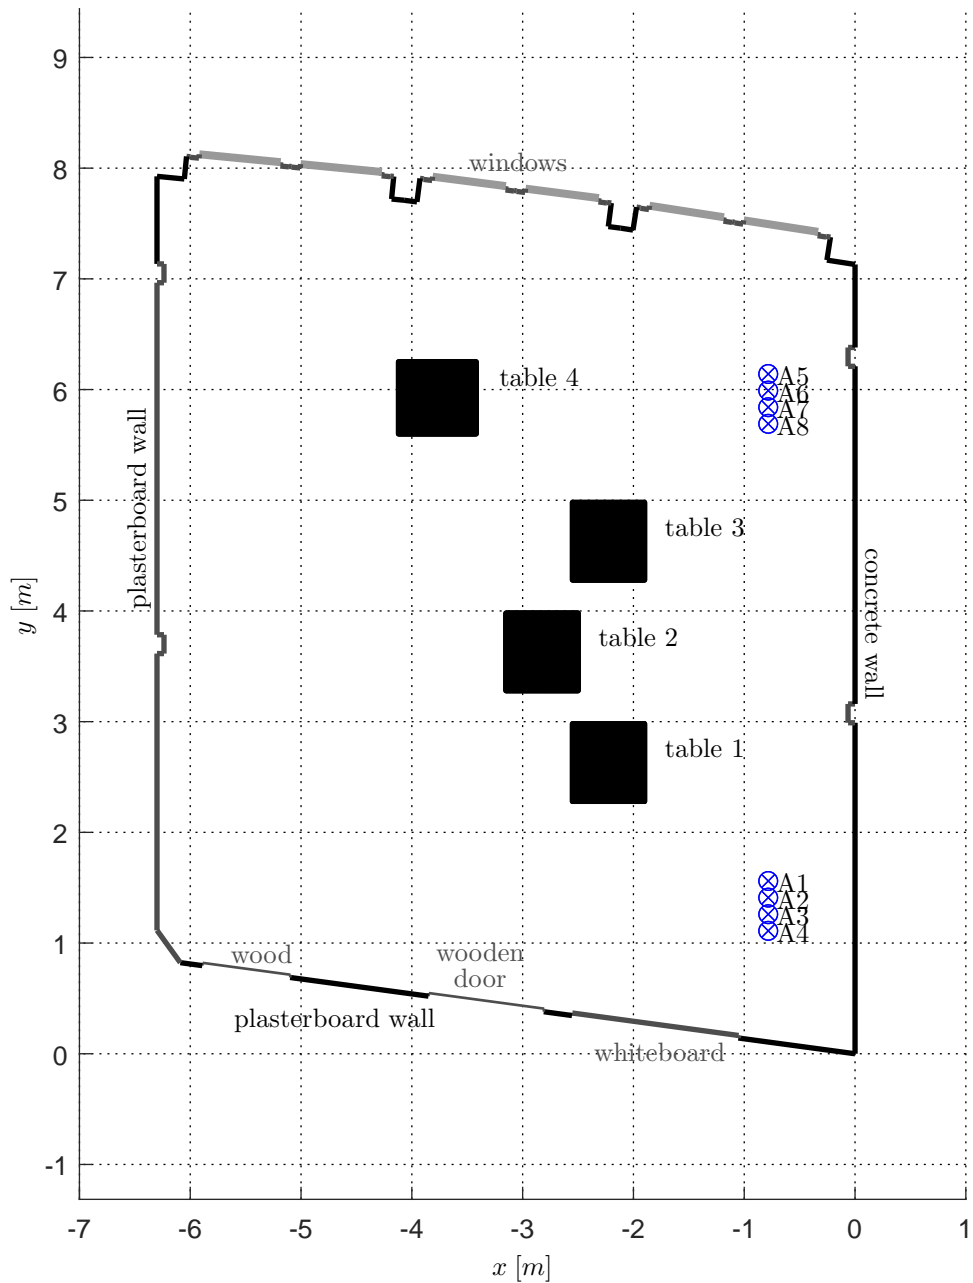 9
8
7
6
5
4
3
2
1
0
-1
-7
-6
-5
-4
-3
-2
-1
0
1
x [m]
y [m]
windows
table 4
A5
A6
A7
A8
plasterboard wall
table 3
concrete wall
table 2
table 1
A1
A2
A3
A4
wood
wooden
door
plasterboard wall
whiteboard